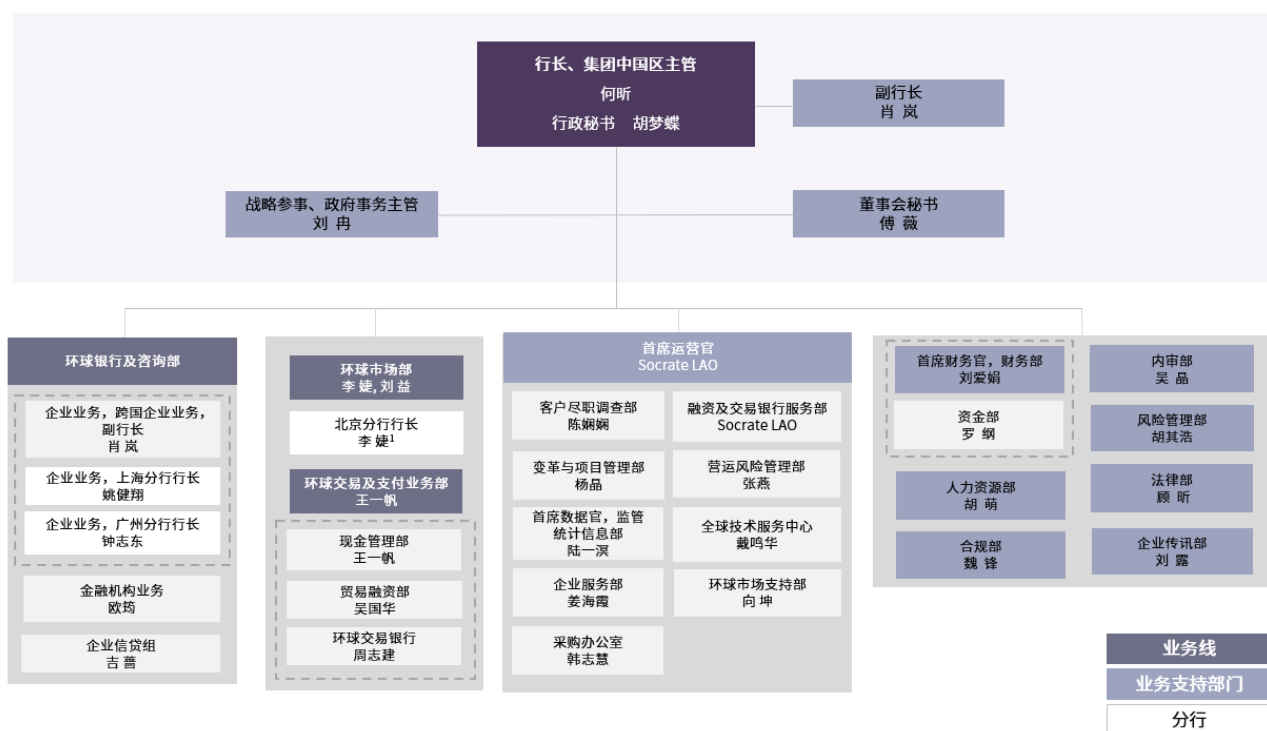 行长、集团中国区主管
何昕
行政秘书 胡梦蝶
副行长
肖 岚
战略参事、政府事务主管
刘 冉
董事会秘书
傅 薇
环球银行及咨询部
企业业务，跨国企业业务，
副行长
肖 岚
企业业务，上海分行行长
姚健翔
企业业务，广州分行行长
钟志东
金融机构业务
欧筠
企业信贷组
吉 蔷
环球市场部
李 婕, 刘 益
北京分行行长
李 婕¹
环球交易及支付业务部
王一帆
现金管理部
王一帆
贸易融资部
吴国华
环球交易银行
周志建
首席运营官
Socrate LAO
客户尽职调查部
陈娴娴
融资及交易银行服务部
Socrate LAO
变革与项目管理部
杨晶
营运风险管理部
张燕
首席数据官，监管
统计信息部
陆一溟
全球技术服务中心
戴鸣华
企业服务部
姜海霞
环球市场支持部
向 坤
采购办公室
韩志慧
首席财务官，财务部
刘爱娟
资金部
罗 纲
人力资源部
胡 萌
合规部
魏 锋
内审部
吴 晶
风险管理部
胡其浩
法律部
顾 昕
企业传讯部
刘 露
业务线
业务支持部门
分行